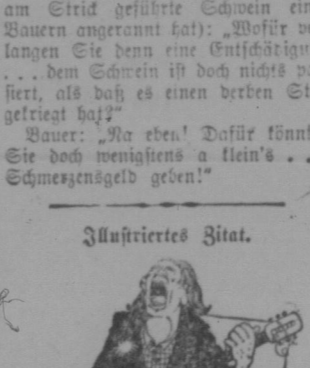 am Strick geführte Schwein ein
Bauern angerannt hat): „Wofür v
langen Sie denn eine Entschädigu
. . . dem Schwein ist doch nichts p
siert, als daß es einen derben St
gekriegt hat?“
Bauer: „Na eben! Dafür könnt
Sie doch wenigstens a klein's . .
Schmerzensgeld geben!“
Illustriertes Zitat.